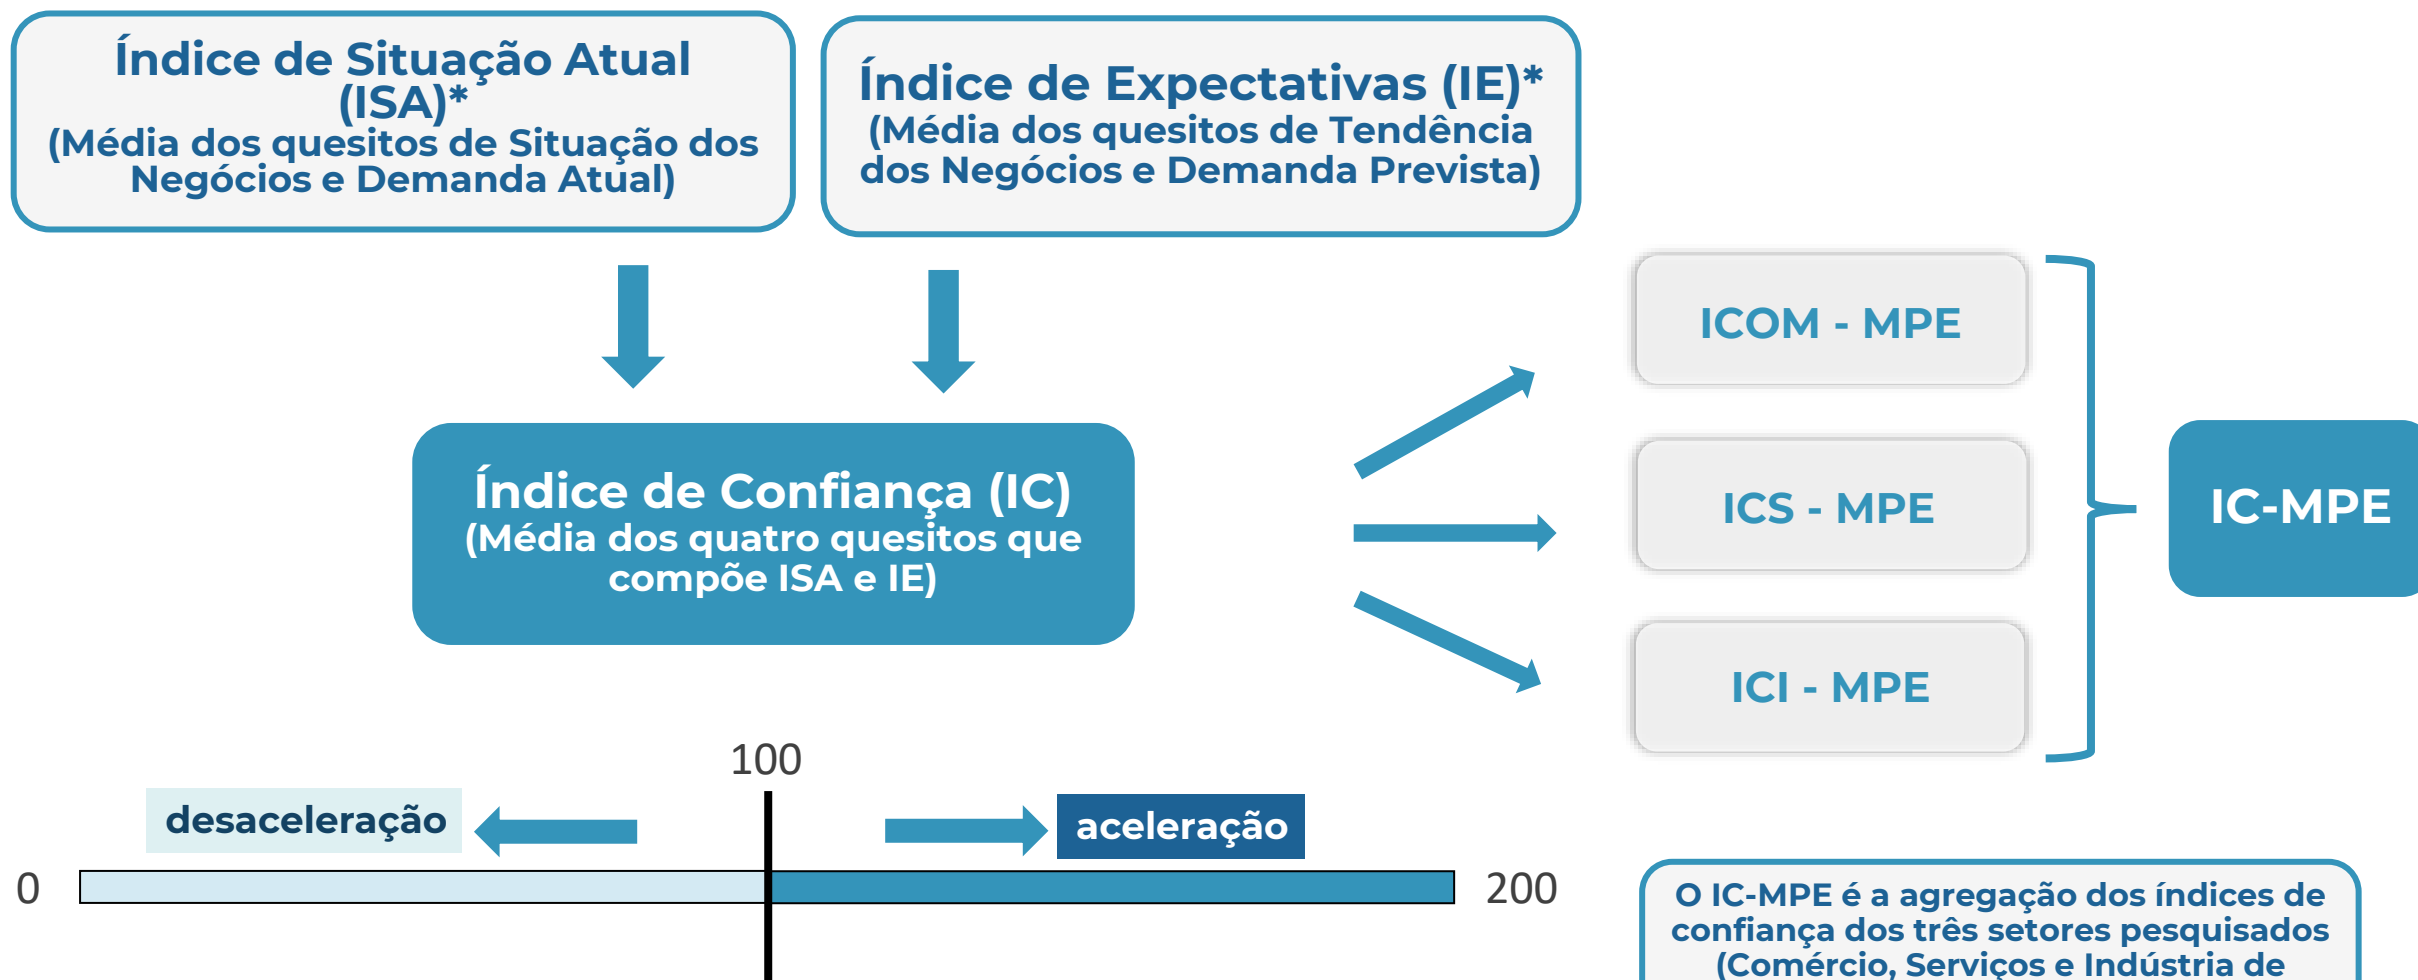 Índice de Situação Atual
(ISA)*
(Média dos quesitos de Situação dos
Negócios e Demanda Atual)
Índice de Expectativas (IE)*
(Média dos quesitos de Tendência
dos Negócios e Demanda Prevista)
Índice de Confiança (IC)
(Média dos quatro quesitos que
compõe ISA e IE)
ICOM - MPE
ICS - MPE
ICI - MPE
IC-MPE
100
desaceleração
aceleração
0
200
O IC-MPE é a agregação dos índices de
confiança dos três setores pesquisados
(Comércio, Serviços e Indústria de